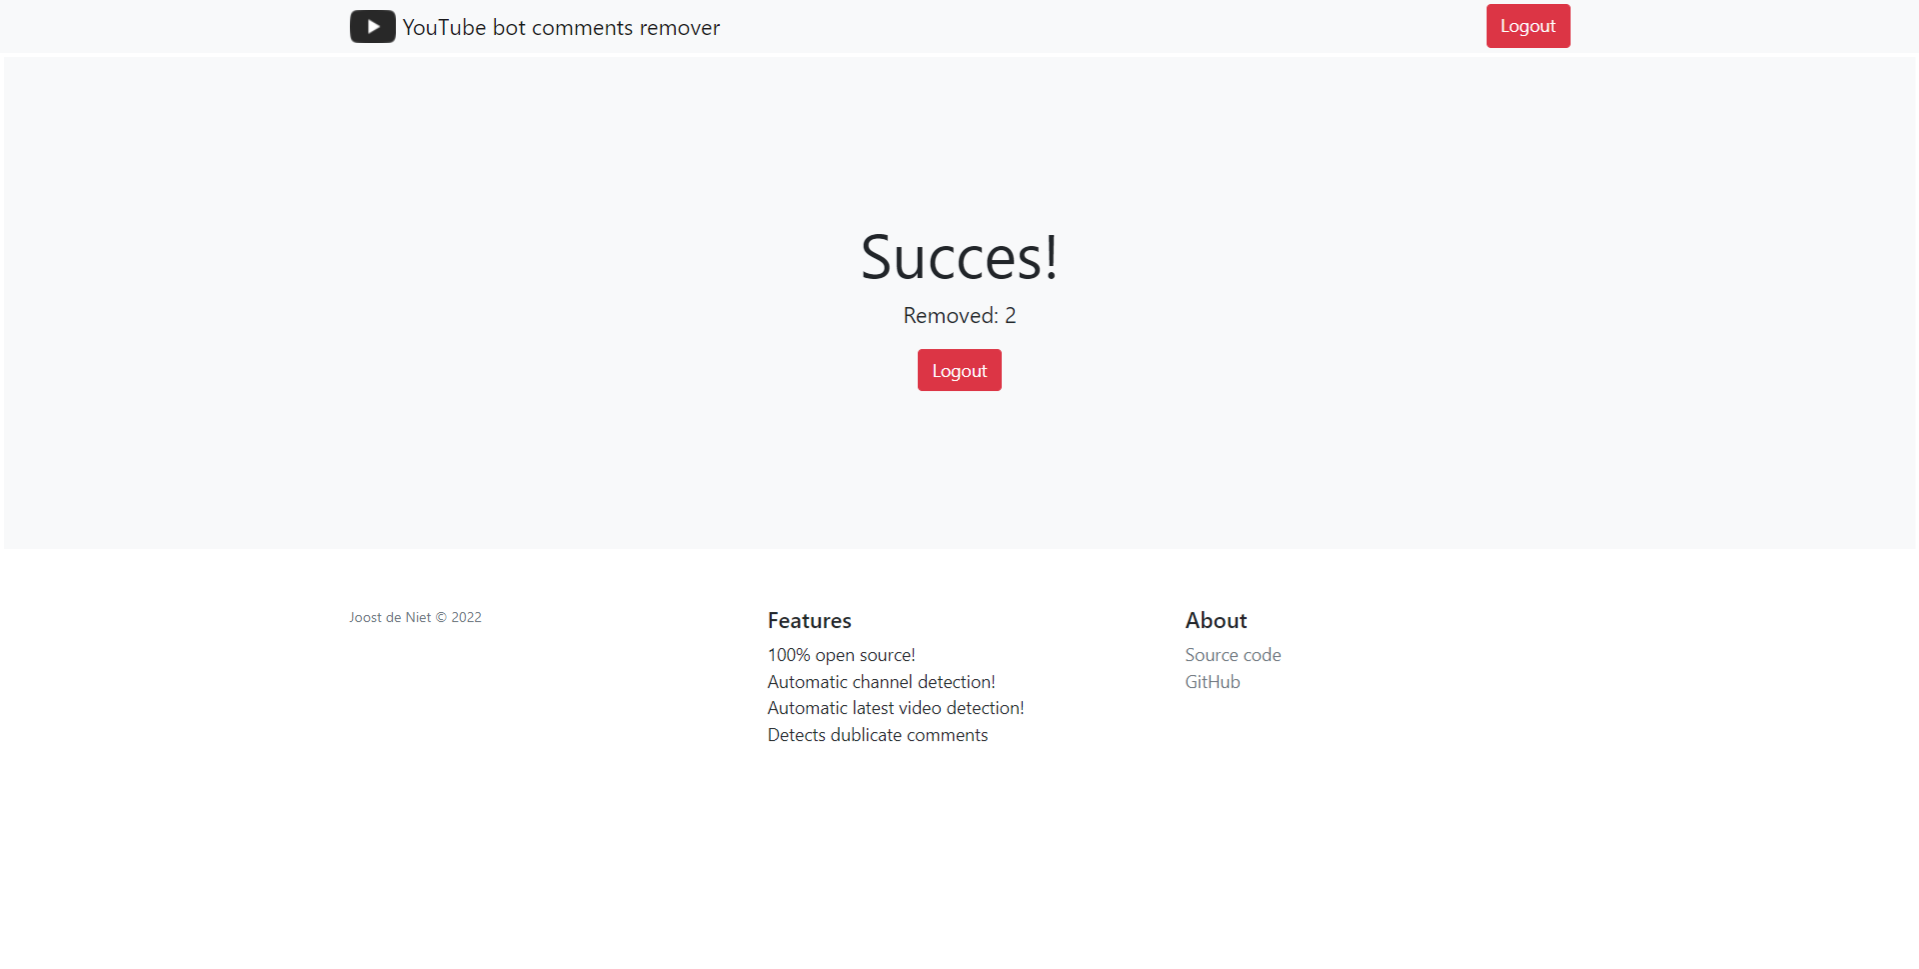 YouTube bot comments remover
Logout
Succes!
Removed: 2
Logout
Joost de Niet © 2022
Features
100% open source!
Automatic channel detection!
Automatic latest video detection!
Detects dublicate comments
About
Source code
GitHub